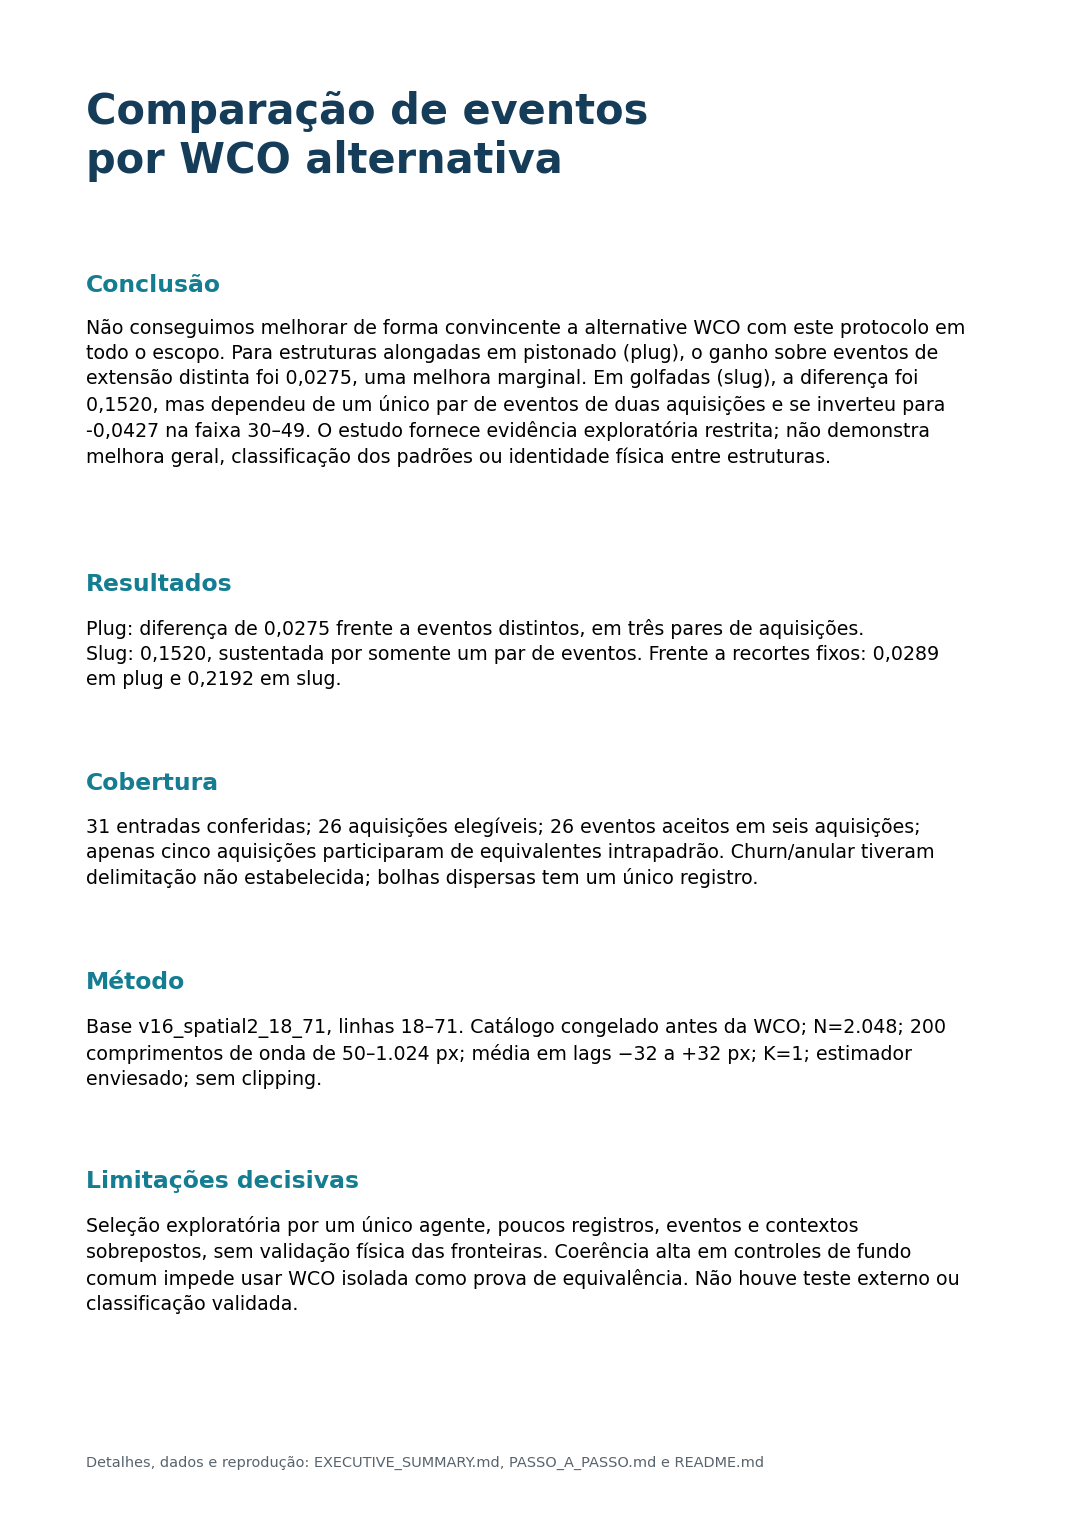 Comparação de eventos
por WCO alternativa
Conclusão
Não conseguimos melhorar de forma convincente a alternative WCO com este protocolo em
todo o escopo. Para estruturas alongadas em pistonado (plug), o ganho sobre eventos de
extensão distinta foi 0,0275, uma melhora marginal. Em golfadas (slug), a diferença foi
0,1520, mas dependeu de um único par de eventos de duas aquisições e se inverteu para
-0,0427 na faixa 30–49. O estudo fornece evidência exploratória restrita; não demonstra
melhora geral, classificação dos padrões ou identidade física entre estruturas.
Resultados
Plug: diferença de 0,0275 frente a eventos distintos, em três pares de aquisições.
Slug: 0,1520, sustentada por somente um par de eventos. Frente a recortes fixos: 0,0289
em plug e 0,2192 em slug.
Cobertura
31 entradas conferidas; 26 aquisições elegíveis; 26 eventos aceitos em seis aquisições;
apenas cinco aquisições participaram de equivalentes intrapadrão. Churn/anular tiveram
delimitação não estabelecida; bolhas dispersas tem um único registro.
Método
Base v16_spatial2_18_71, linhas 18–71. Catálogo congelado antes da WCO; N=2.048; 200
comprimentos de onda de 50–1.024 px; média em lags −32 a +32 px; K=1; estimador
enviesado; sem clipping.
Limitações decisivas
Seleção exploratória por um único agente, poucos registros, eventos e contextos
sobrepostos, sem validação física das fronteiras. Coerência alta em controles de fundo
comum impede usar WCO isolada como prova de equivalência. Não houve teste externo ou
classificação validada.
Detalhes, dados e reprodução: EXECUTIVE_SUMMARY.md, PASSO_A_PASSO.md e README.md